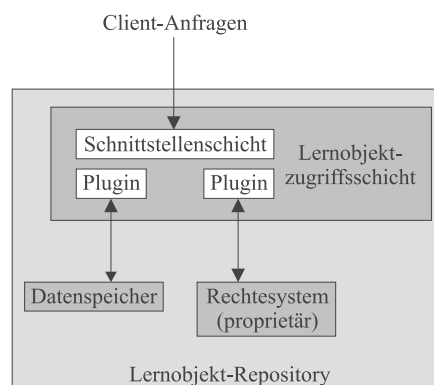 Client-Anfragen
Schnittstellenschicht
Lernobjekt-
zugriffsschicht
Plugin
Plugin
Datenspeicher
Rechtesystem
(proprietär)
Lernobjekt-Repository